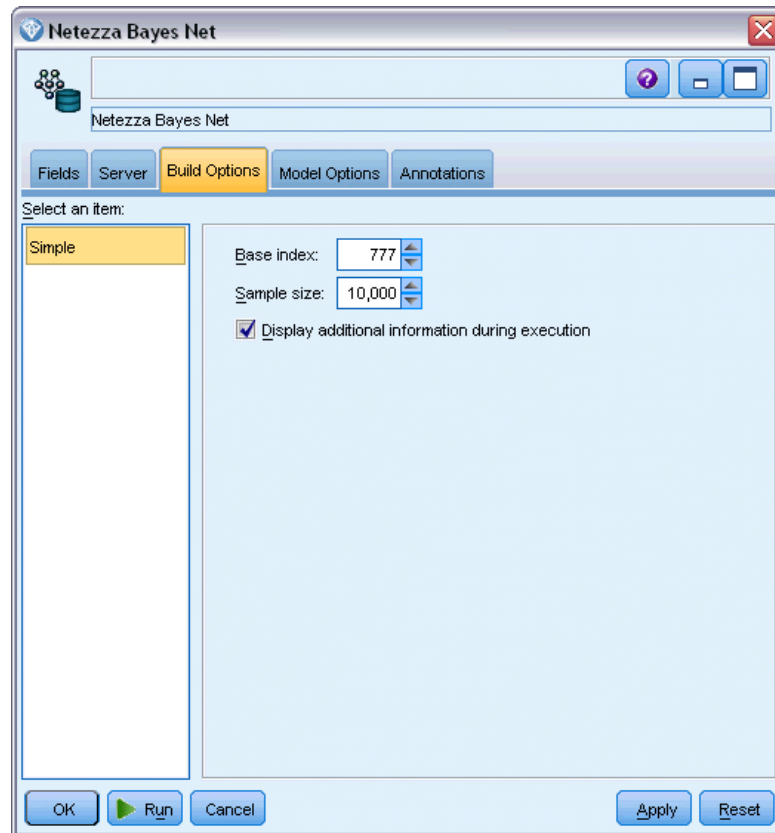 Netezza Bayes Net
Netezza Bayes Net
Fields Server Build Options Model Options Annotations
Select an item:
Simple
Base index: 777
Sample size: 10,000
Display additional information during execution
OK Run Cancel Apply Reset